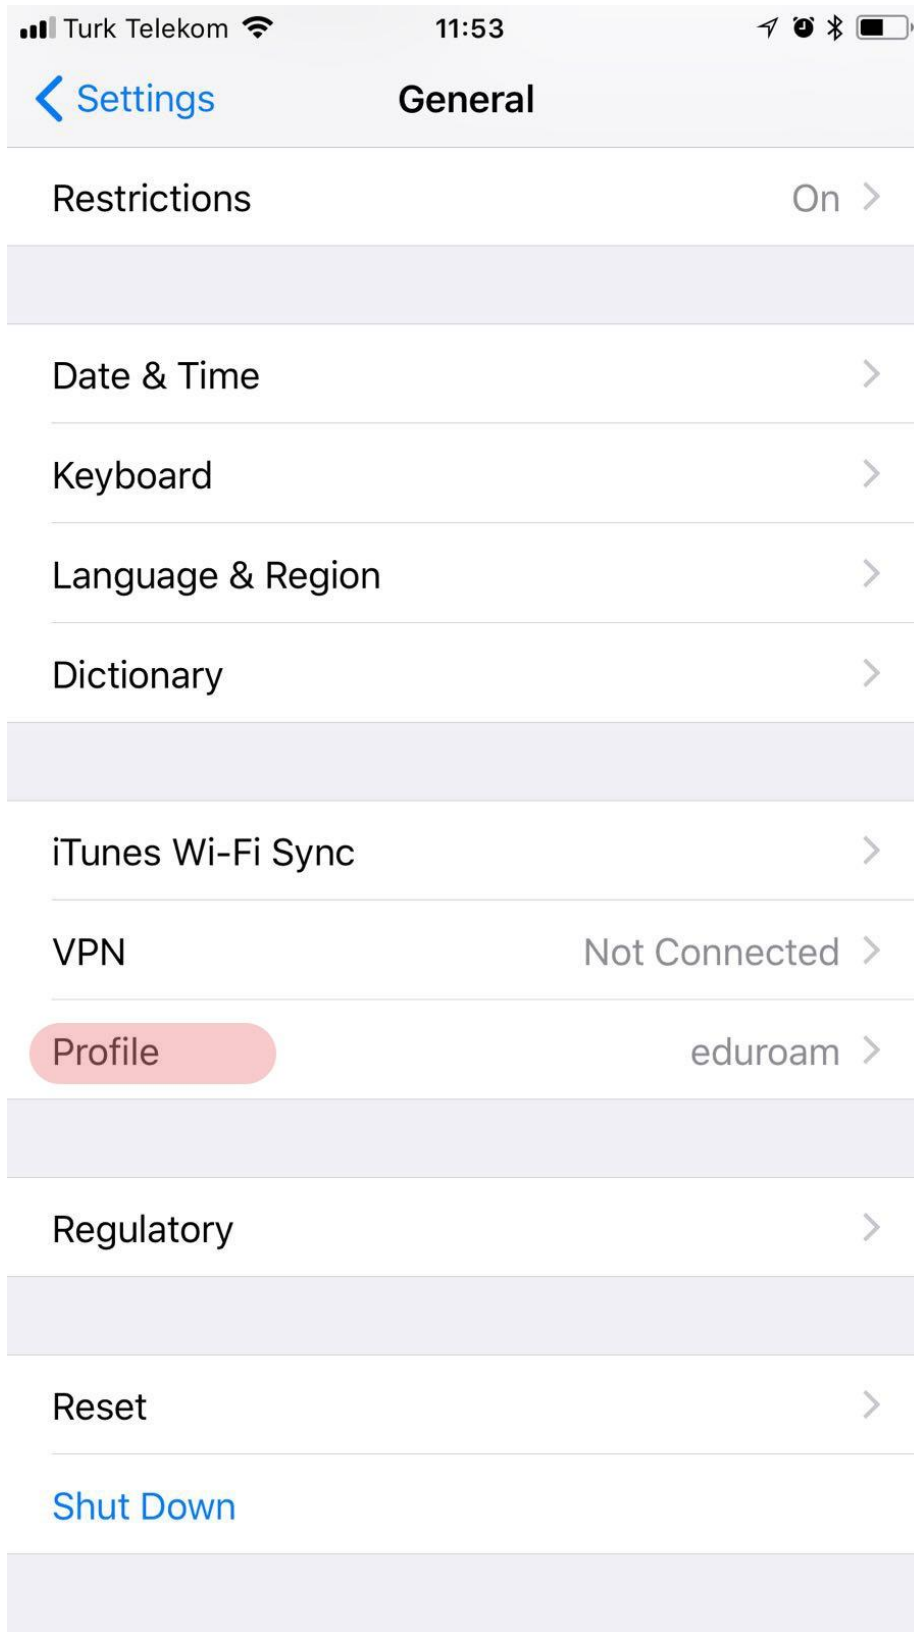 Turk Telekom 11:53
Settings General
Restrictions On
Date & Time
Keyboard
Language & Region
Dictionary
iTunes Wi-Fi Sync
VPN Not Connected
Profile eduroam
Regulatory
Reset
Shut Down